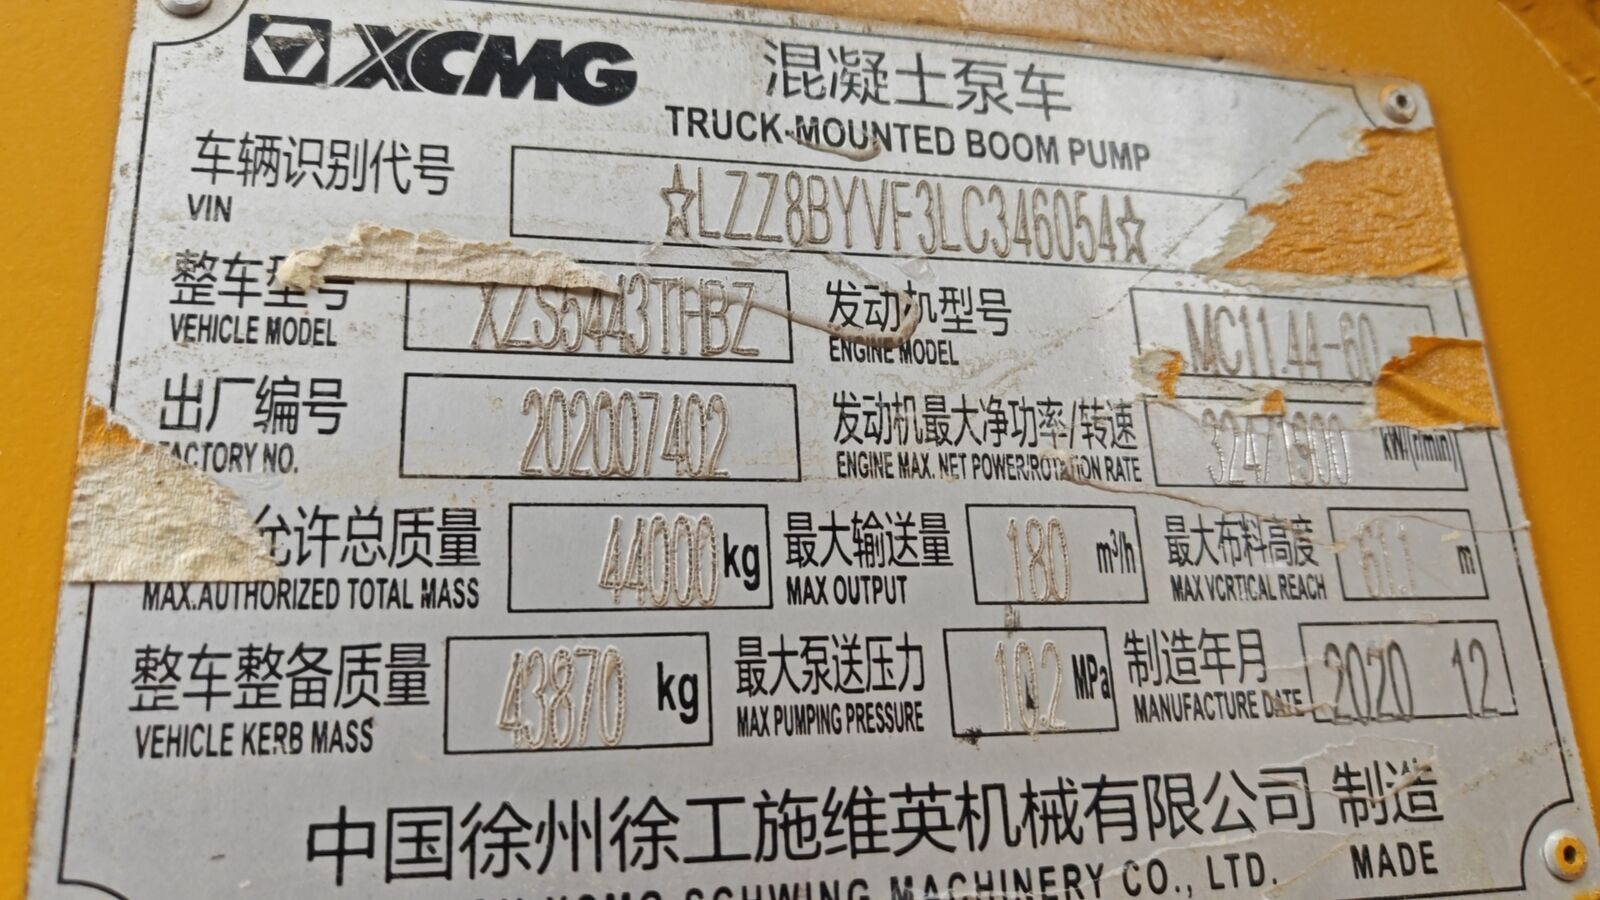 XCMG 混凝土泵车
TRUCK-MOUNTED BOOM PUMP
车辆识别代号 ☆LZZ8BYVF3LC346054☆
VIN
整车型号 XZS5443THBZ 发动机型号 MC11.44-60
VEHICLE MODEL ENGINE MODEL
出厂编号 202007402 发动机最大净功率/转速 324/1900 kW/(r/min)
FACTORY NO. ENGINE MAX. NET POWER/ROTATION RATE
允许总质量 44000 kg 最大输送量 180 m³/h 最大布料高度 61.1 m
MAX.AUTHORIZED TOTAL MASS MAX OUTPUT MAX VCRTICAL REACH
整车整备质量 43870 kg 最大泵送压力 10.2 MPa 制造年月 2020 12
VEHICLE KERB MASS MAX PUMPING PRESSURE MANUFACTURE DATE
中国徐州徐工施维英机械有限公司 制造
XCMG SCHWING MACHINERY CO., LTD. MADE